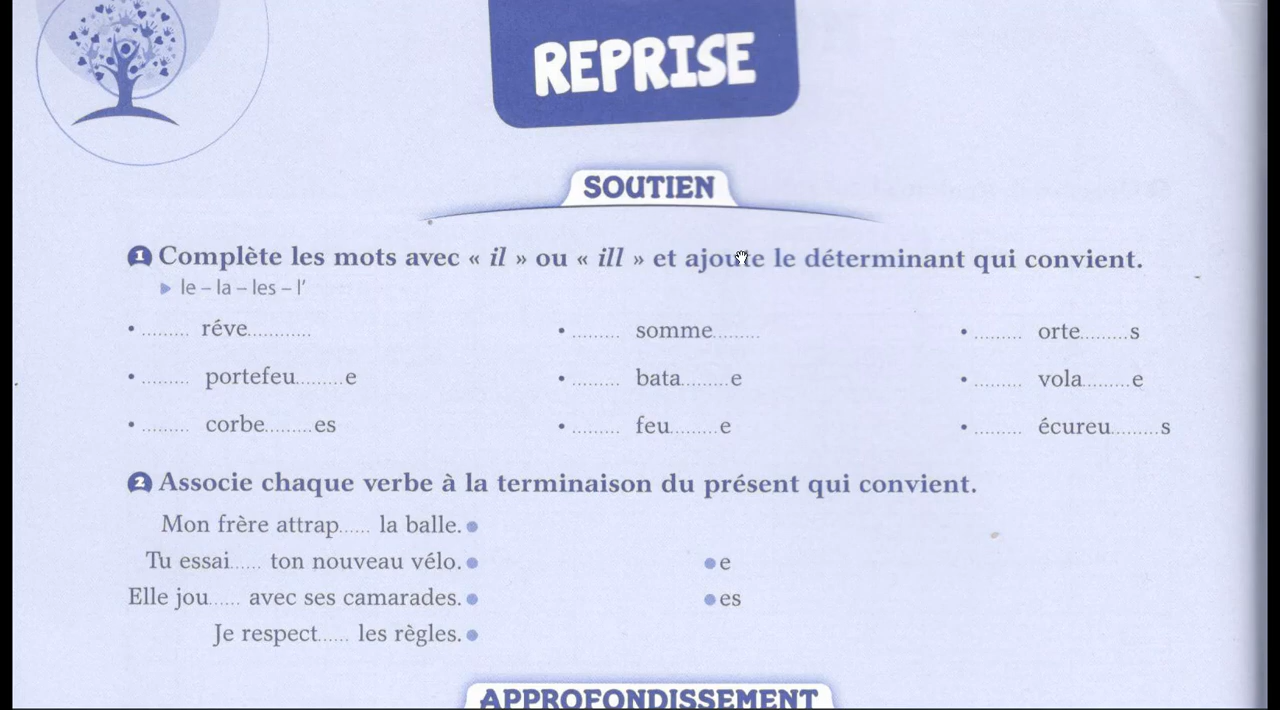 REPRISE
SOUTIEN
1 Complète les mots avec « il » ou « ill » et ajoute le déterminant qui convient.
▶ le – la – les – l'
• ......... réve............ • ......... somme......... • ......... orte.........s
• ......... portefeu.........e • ......... bata.........e • ......... vola.........e
• ......... corbe.........es • ......... feu.........e • ......... écureu.........s
2 Associe chaque verbe à la terminaison du présent qui convient.
Mon frère attrap...... la balle. •
Tu essai...... ton nouveau vélo. • • e
Elle jou...... avec ses camarades. • • es
Je respect...... les règles. •
APPROFONDISSEMENT